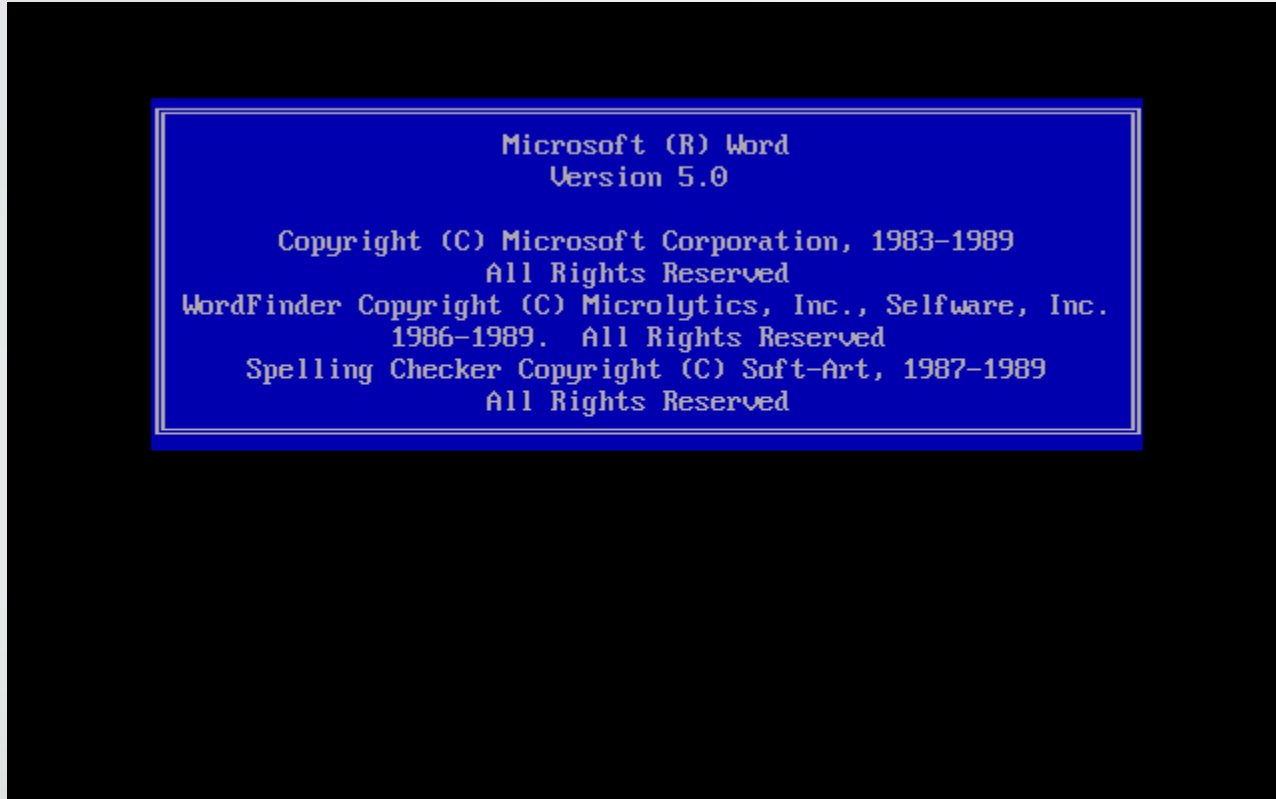 Microsoft (R) Word
Version 5.0
Copyright (C) Microsoft Corporation, 1983-1989
All Rights Reserved
WordFinder Copyright (C) Microlytics, Inc., Selfware, Inc.
1986-1989.  All Rights Reserved
Spelling Checker Copyright (C) Soft-Art, 1987-1989
All Rights Reserved